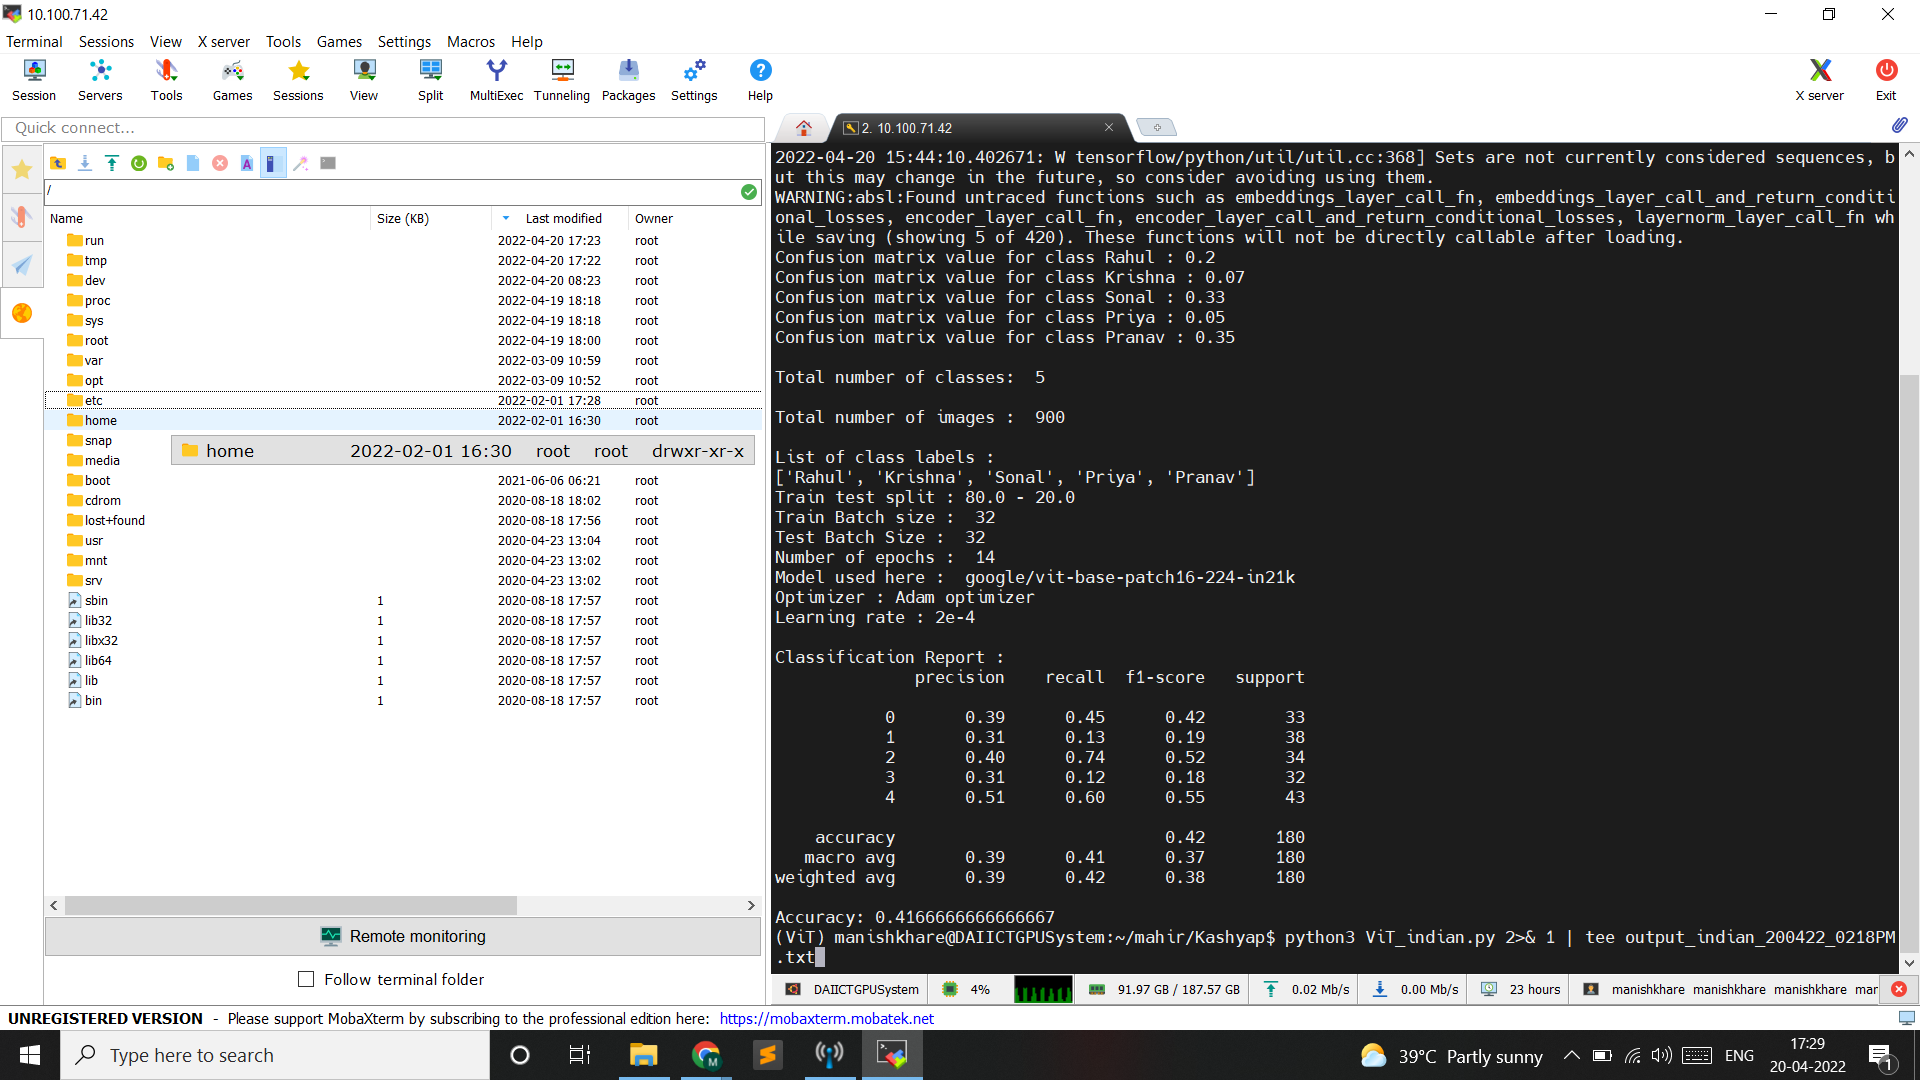 10.100.71.42
Terminal Sessions View X server Tools Games Settings Macros Help
Session Servers Tools Games Sessions View Split MultiExec Tunneling Packages Settings Help X server Exit
Quick connect...
2. 10.100.71.42
/
Name Size (KB) Last modified Owner
run 2022-04-20 17:23 root
tmp 2022-04-20 17:22 root
dev 2022-04-20 08:23 root
proc 2022-04-19 18:18 root
sys 2022-04-19 18:18 root
root 2022-04-19 18:00 root
var 2022-03-09 10:59 root
opt 2022-03-09 10:52 root
etc 2022-02-01 17:28 root
home 2022-02-01 16:30 root
snap
home 2022-02-01 16:30 root root drwxr-xr-x
media
boot 2021-06-06 06:21 root
cdrom 2020-08-18 18:02 root
lost+found 2020-08-18 17:56 root
usr 2020-04-23 13:04 root
mnt 2020-04-23 13:02 root
srv 2020-04-23 13:02 root
sbin 1 2020-08-18 17:57 root
lib32 1 2020-08-18 17:57 root
libx32 1 2020-08-18 17:57 root
lib64 1 2020-08-18 17:57 root
lib 1 2020-08-18 17:57 root
bin 1 2020-08-18 17:57 root
Remote monitoring
Follow terminal folder
2022-04-20 15:44:10.402671: W tensorflow/python/util/util.cc:368] Sets are not currently considered sequences, b
ut this may change in the future, so consider avoiding using them.
WARNING:absl:Found untraced functions such as embeddings_layer_call_fn, embeddings_layer_call_and_return_conditi
onal_losses, encoder_layer_call_fn, encoder_layer_call_and_return_conditional_losses, layernorm_layer_call_fn wh
ile saving (showing 5 of 420). These functions will not be directly callable after loading.
Confusion matrix value for class Rahul : 0.2
Confusion matrix value for class Krishna : 0.07
Confusion matrix value for class Sonal : 0.33
Confusion matrix value for class Priya : 0.05
Confusion matrix value for class Pranav : 0.35
Total number of classes: 5
Total number of images : 900
List of class labels :
['Rahul', 'Krishna', 'Sonal', 'Priya', 'Pranav']
Train test split : 80.0 - 20.0
Train Batch size : 32
Test Batch Size : 32
Number of epochs : 14
Model used here : google/vit-base-patch16-224-in21k
Optimizer : Adam optimizer
Learning rate : 2e-4
Classification Report :
precision recall f1-score support
0 0.39 0.45 0.42 33
1 0.31 0.13 0.19 38
2 0.40 0.74 0.52 34
3 0.31 0.12 0.18 32
4 0.51 0.60 0.55 43
accuracy 0.42 180
macro avg 0.39 0.41 0.37 180
weighted avg 0.39 0.42 0.38 180
Accuracy: 0.4166666666666667
(ViT) manishkhare@DAIICTGPUSystem:~/mahir/Kashyap$ python3 ViT_indian.py 2>& 1 | tee output_indian_200422_0218PM
.txt
DAIICTGPUSystem 4% 91.97 GB / 187.57 GB 0.02 Mb/s 0.00 Mb/s 23 hours manishkhare manishkhare manishkhare mar
UNREGISTERED VERSION - Please support MobaXterm by subscribing to the professional edition here: https://mobaxterm.mobatek.net
Type here to search
39°C Partly sunny
ENG
17:29
20-04-2022
1